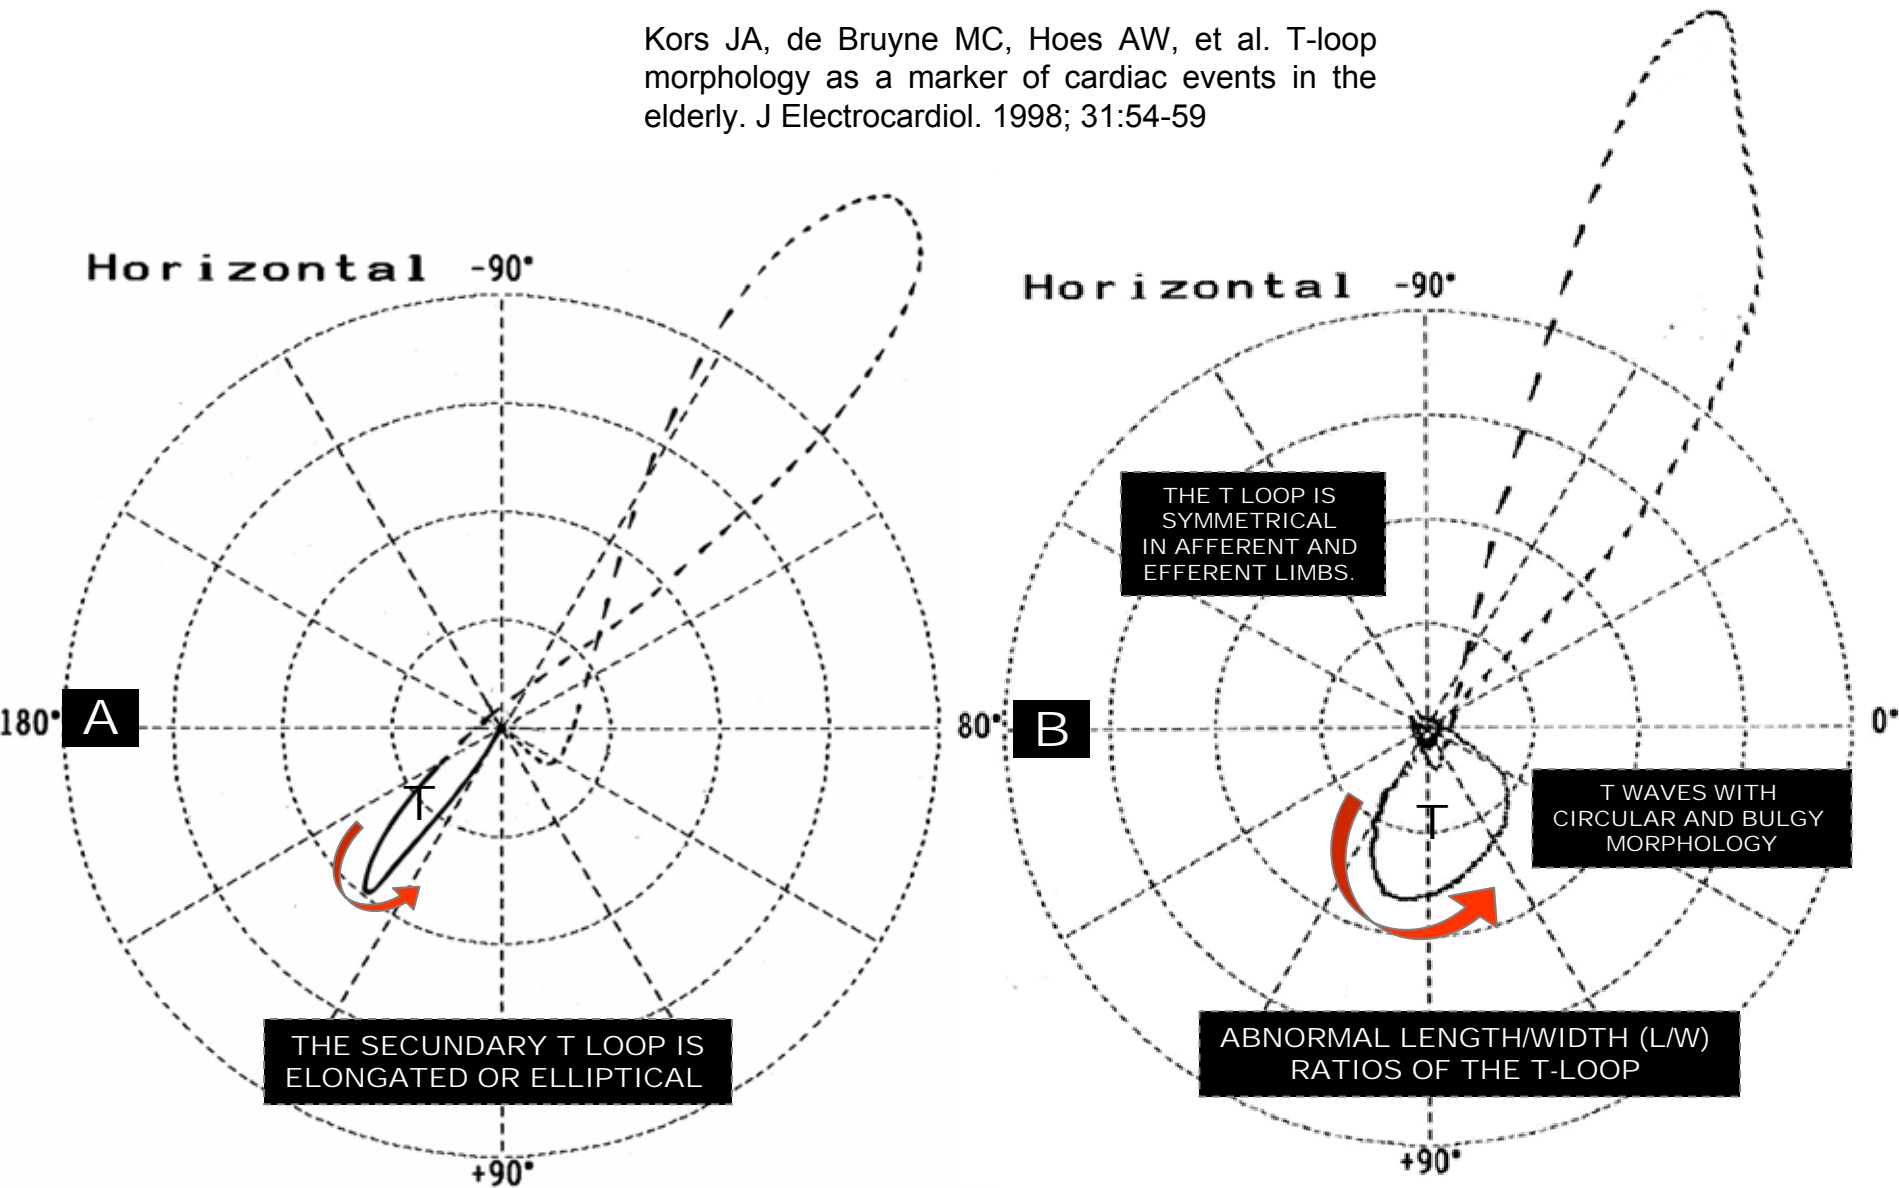 Kors JA, de Bruyne MC, Hoes AW, et al. T-loop
morphology as a marker of cardiac events in the
elderly. J Electrocardiol. 1998; 31:54-59
Horizontal -90°
180°
A
T
THE SECUNDARY T LOOP IS
ELONGATED OR ELLIPTICAL
+90°
Horizontal -90°
THE T LOOP IS
SYMMETRICAL
IN AFFERENT AND
EFFERENT LIMBS.
80°
B
0°
T
T WAVES WITH
CIRCULAR AND BULGY
MORPHOLOGY
ABNORMAL LENGTH/WIDTH (L/W)
RATIOS OF THE T-LOOP
+90°